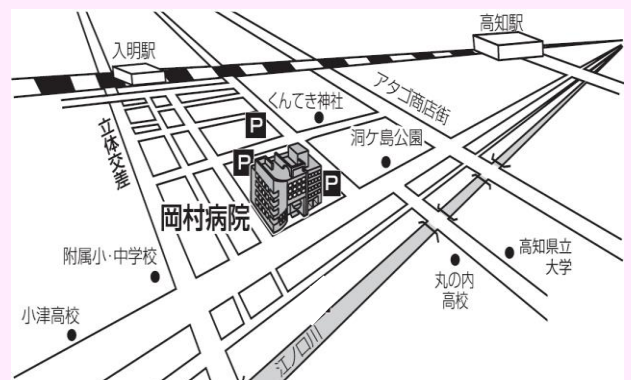 高知駅
入明駅
アタゴ商店街
くんてき神社
P
洞ケ島公園
立体交差
P
P
岡村病院
附属小・中学校
高知県立
大学
丸の内
高校
小津高校
江ノ口川